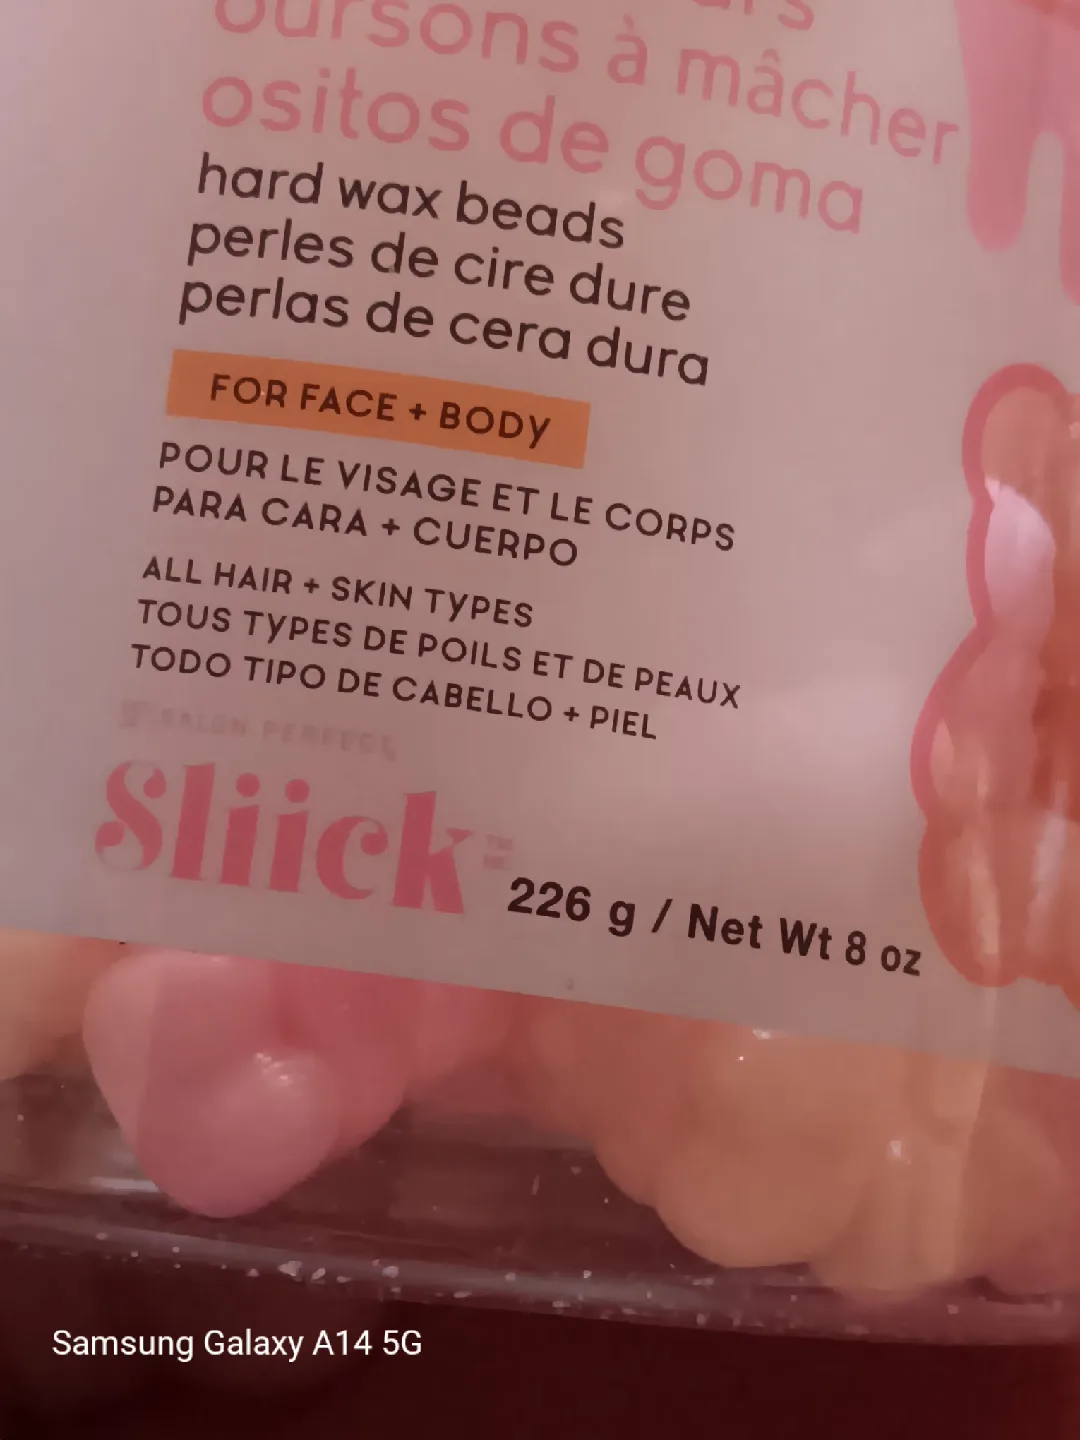 oursons à mâcher
ositos de goma
hard wax beads
perles de cire dure
perlas de cera dura
FOR FACE + BODY
POUR LE VISAGE ET LE CORPS
PARA CARA + CUERPO
ALL HAIR + SKIN TYPES
TOUS TYPES DE POILS ET DE PEAUX
TODO TIPO DE CABELLO + PIEL
SALON PERFECT
Sliick
226 g / Net Wt 8 oz
Samsung Galaxy A14 5G